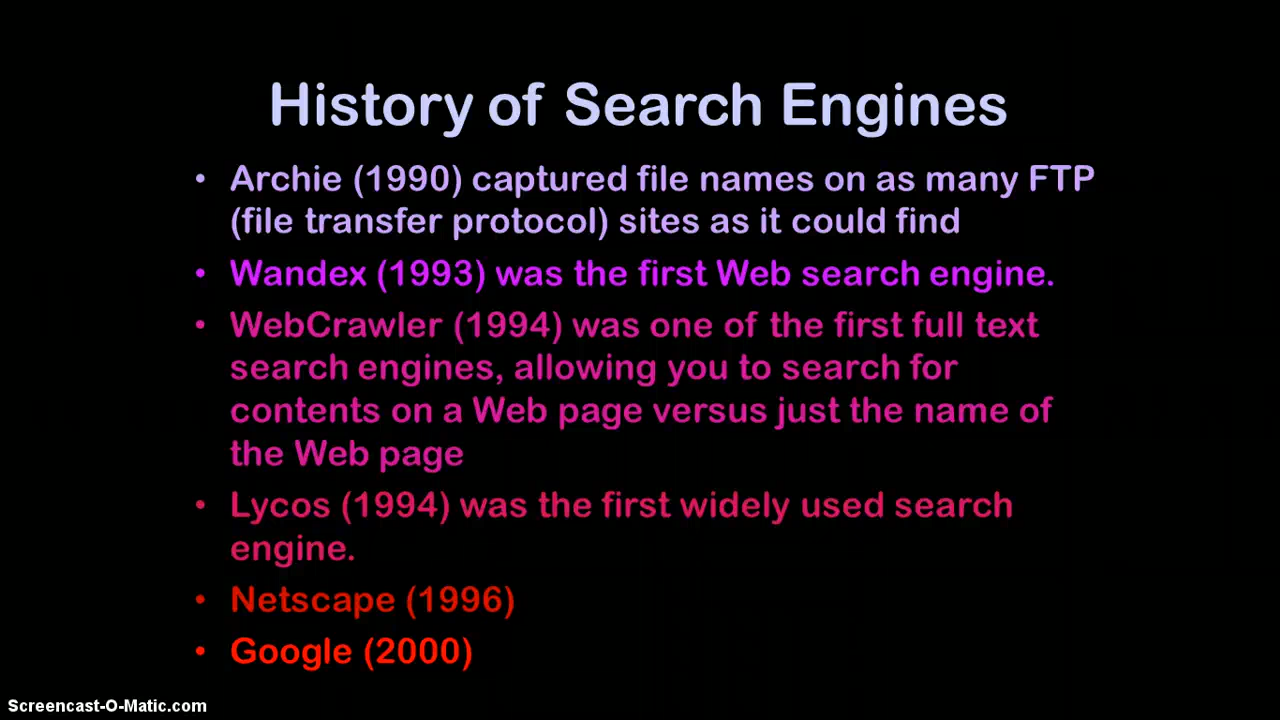 History of Search Engines
• Archie (1990) captured file names on as many FTP
(file transfer protocol) sites as it could find
• Wandex (1993) was the first Web search engine.
• WebCrawler (1994) was one of the first full text
search engines, allowing you to search for
contents on a Web page versus just the name of
the Web page
• Lycos (1994) was the first widely used search
engine.
• Netscape (1996)
• Google (2000)
Screencast-O-Matic.com